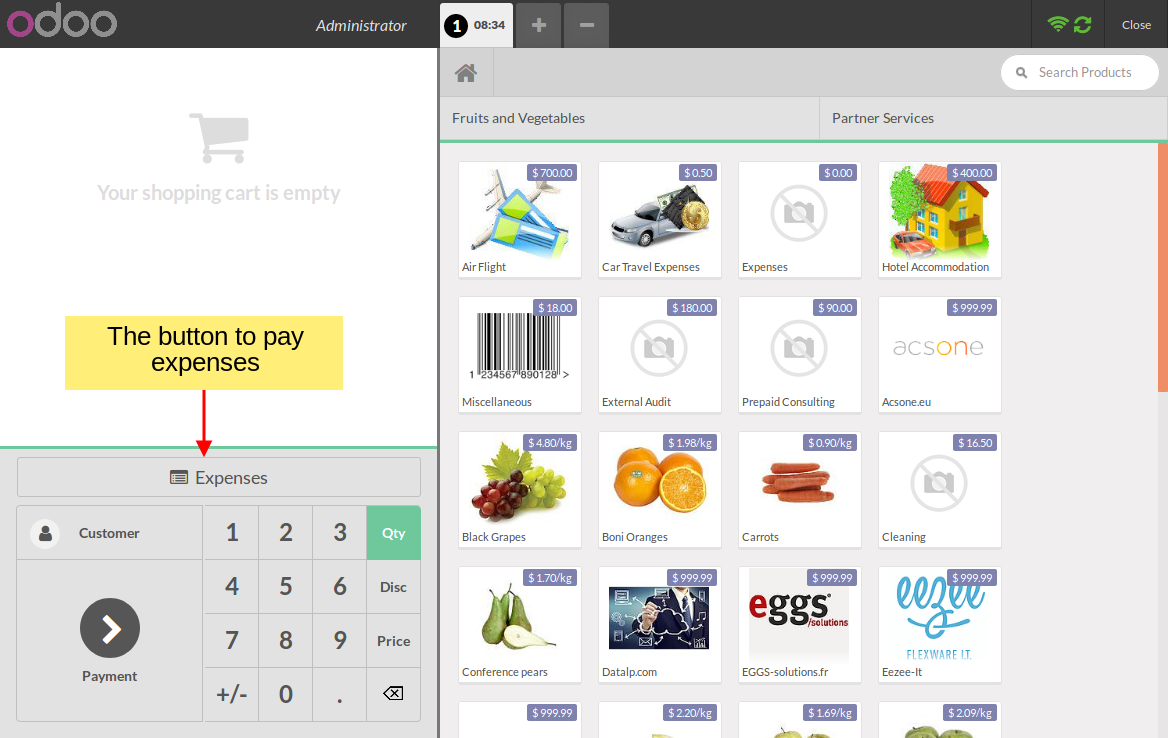 odoo
Administrator
1 08:34
+
−
Close
Search Products
Fruits and Vegetables
Partner Services
Your shopping cart is empty
The button to pay
expenses
Expenses
Customer
1 2 3 Qty
4 5 6 Disc
7 8 9 Price
+/- 0 .
Payment
$ 700.00
Air Flight
$ 0.50
Car Travel Expenses
$ 0.00
Expenses
$ 400.00
Hotel Accommodation
$ 18.00
1 234567 890128 >
Miscellaneous
$ 180.00
External Audit
$ 90.00
Prepaid Consulting
$ 999.99
acsone
Acsone.eu
$ 4.80/kg
Black Grapes
$ 1.98/kg
Boni Oranges
$ 0.90/kg
Carrots
$ 16.50
Cleaning
$ 1.70/kg
Conference pears
$ 999.99
Datalp.com
$ 999.99
eggs
/solutions
EGGS-solutions.fr
$ 999.99
eezee
FLEXWARE I.T.
Eezee-It
$ 999.99
$ 2.20/kg
$ 1.69/kg
$ 2.09/kg